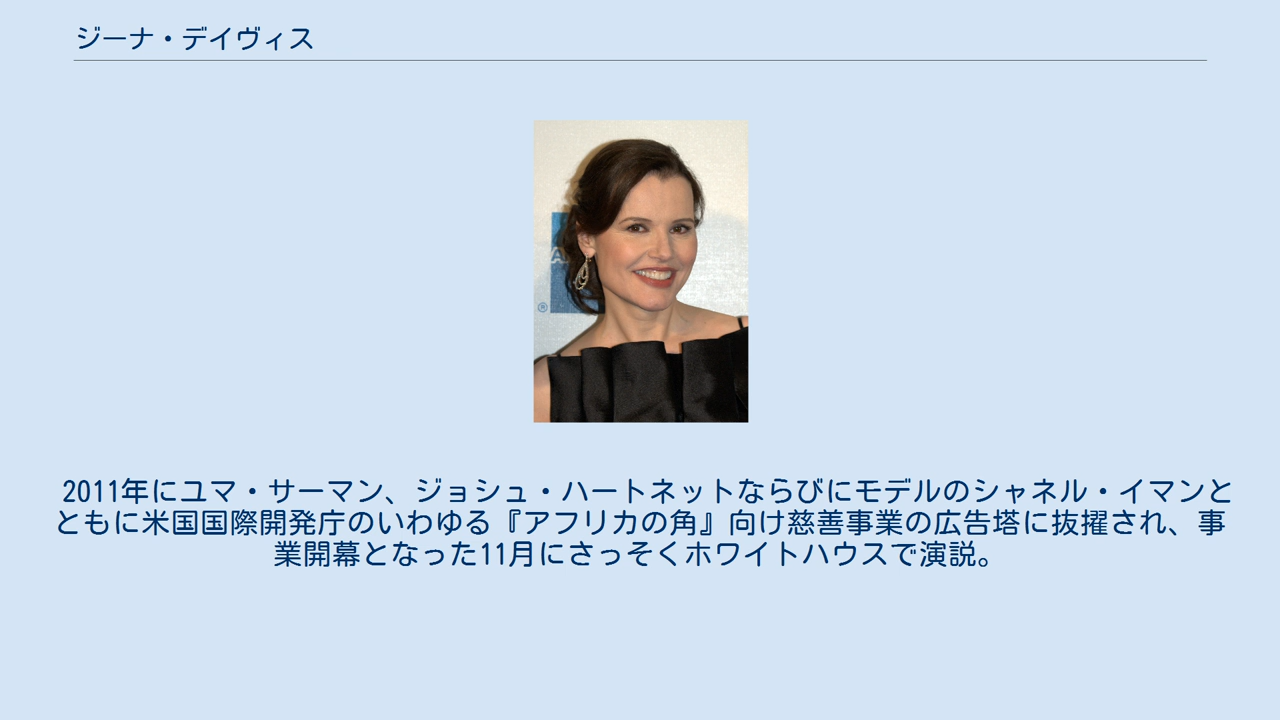 ジーナ・デイヴィス
A
®
2011年にユマ・サーマン、ジョシュ・ハートネットならびにモデルのシャネル・イマンと
ともに米国国際開発庁のいわゆる『アフリカの角』向け慈善事業の広告塔に抜擢され、事
業開幕となった11月にさっそくホワイトハウスで演説。